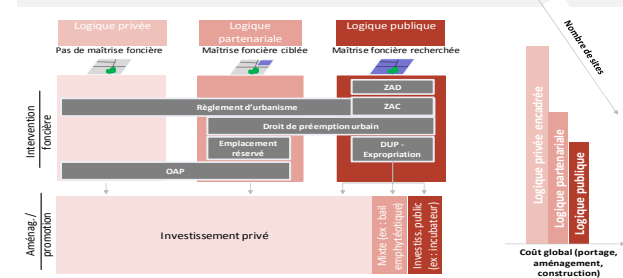 Logique privée
Logique
partenariale
Logique publique
Pas de maîtrise foncière
Maîtrise foncière ciblée
Maîtrise foncière recherchée
Intervention
foncière
ZAD
Règlement d'urbanisme
ZAC
Droit de préemption urbain
Emplacement
réservé
DUP -
Expropriation
OAP
Aménag./
promotion
Investissement privé
Mixte (ex : bail
emphytéotique)
Investiss. public
(ex : incubateur)
Nombre de sites
Logique privée encadrée
Logique partenariale
Logique publique
Coût global (portage,
aménagement,
construction)